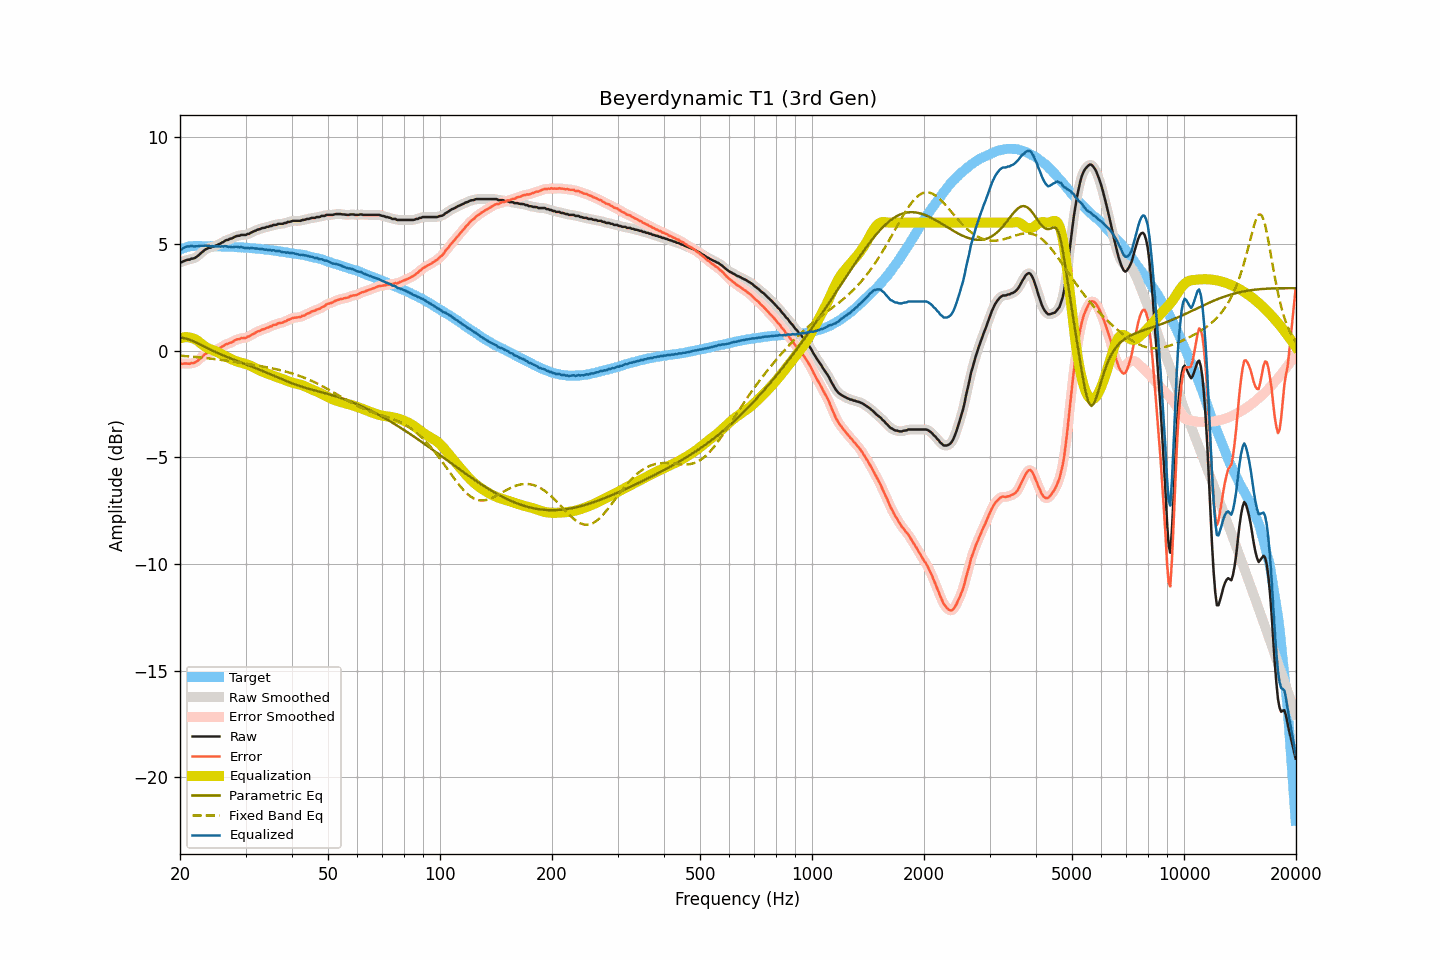 Beyerdynamic T1 (3rd Gen)
10
5
0
−5
−10
−15
−20
Amplitude (dBr)
Target
Raw Smoothed
Error Smoothed
Raw
Error
Equalization
Parametric Eq
Fixed Band Eq
Equalized
20 50 100 200 500 1000 2000 5000 10000 20000
Frequency (Hz)